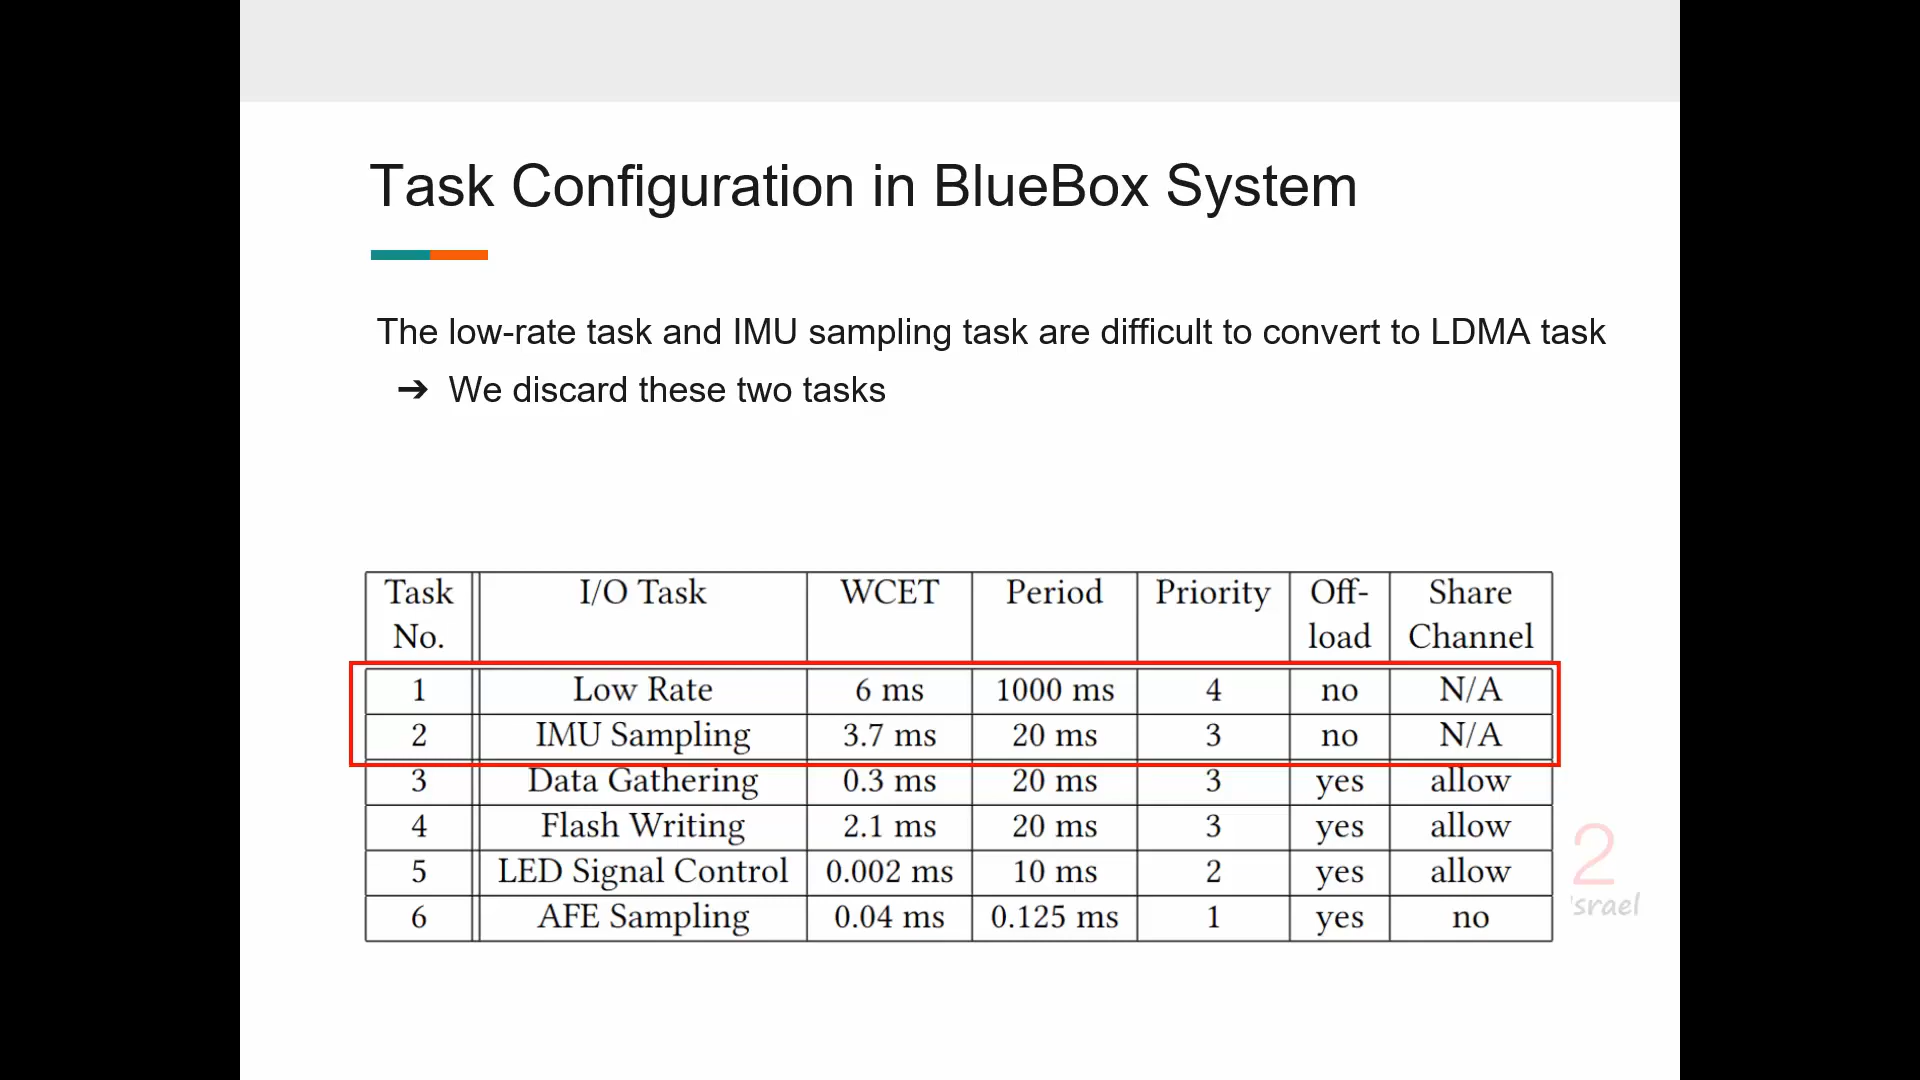 Task Configuration in BlueBox System
The low-rate task and IMU sampling task are difficult to convert to LDMA task
➔ We discard these two tasks
Task No. I/O Task WCET Period Priority Off-load Share Channel
1 Low Rate 6 ms 1000 ms 4 no N/A
2 IMU Sampling 3.7 ms 20 ms 3 no N/A
3 Data Gathering 0.3 ms 20 ms 3 yes allow
4 Flash Writing 2.1 ms 20 ms 3 yes allow
5 LED Signal Control 0.002 ms 10 ms 2 yes allow
6 AFE Sampling 0.04 ms 0.125 ms 1 yes no
2
srael